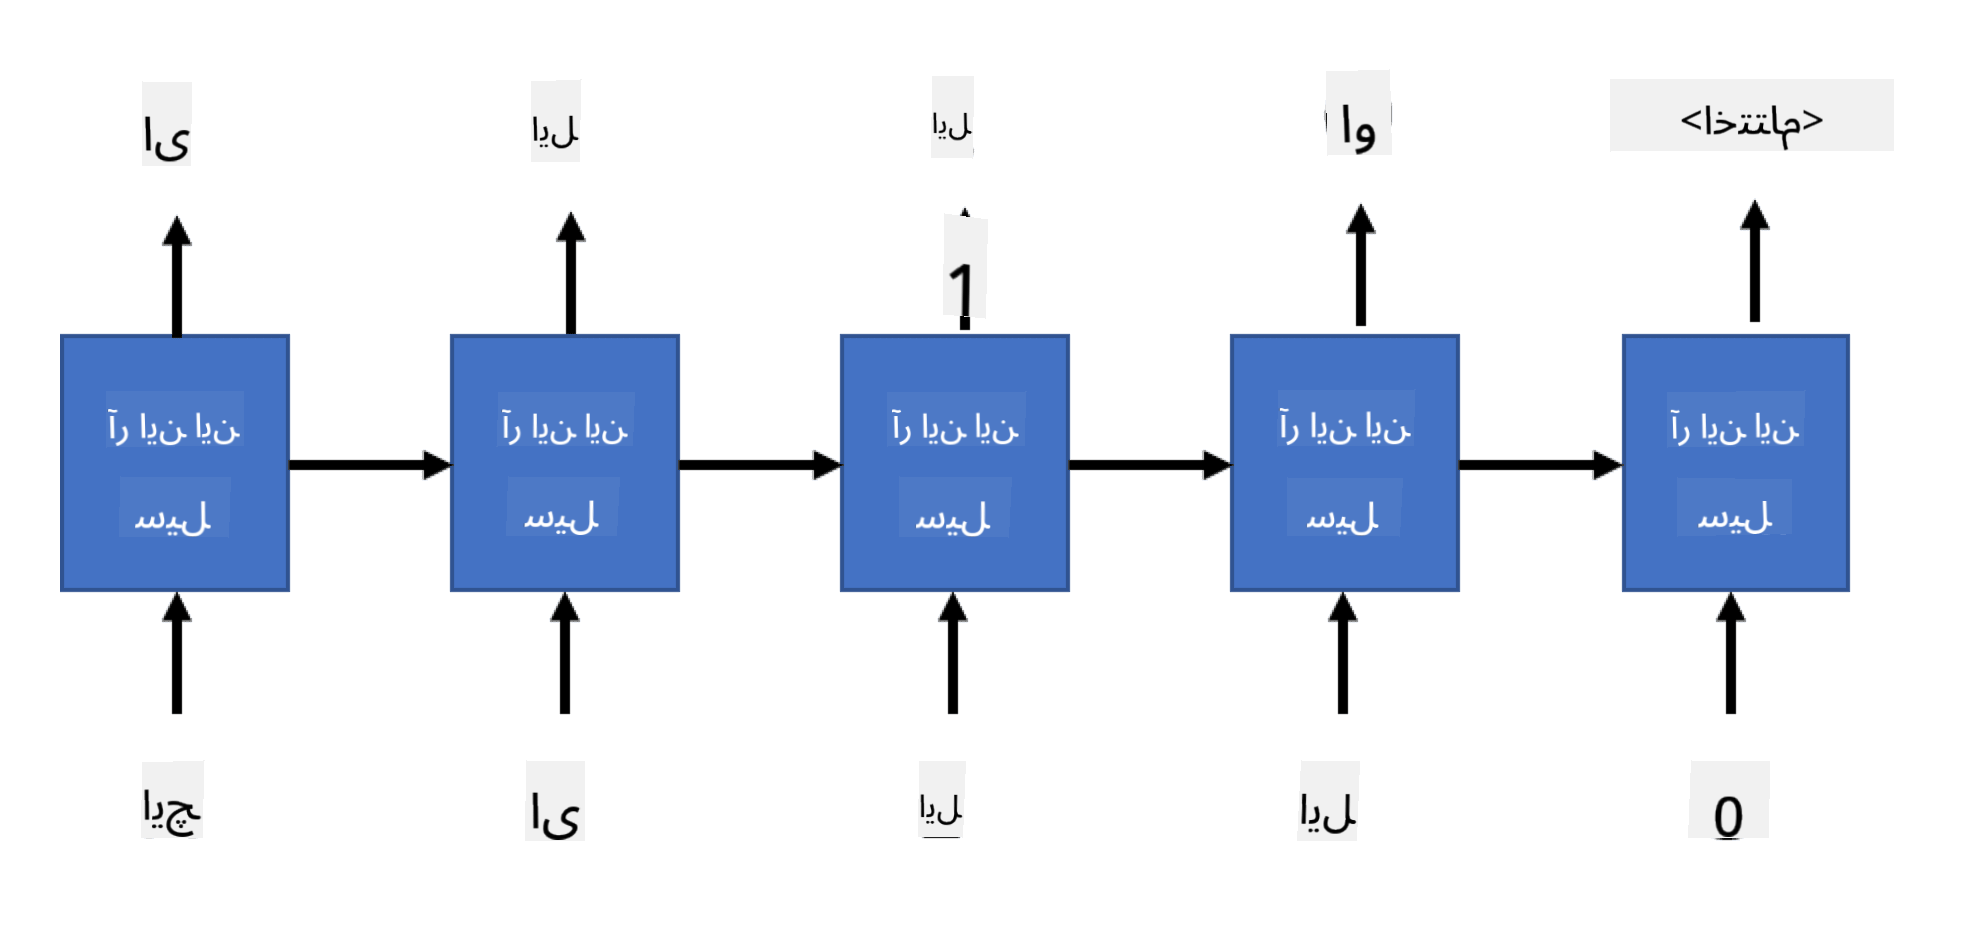 ای
ایل
ایل
او
<اختتام>
1
آر این این
سیل
آر این این
سیل
آر این این
سیل
آر این این
سیل
آر این این
سیل
ایچ
ای
ایل
ایل
0